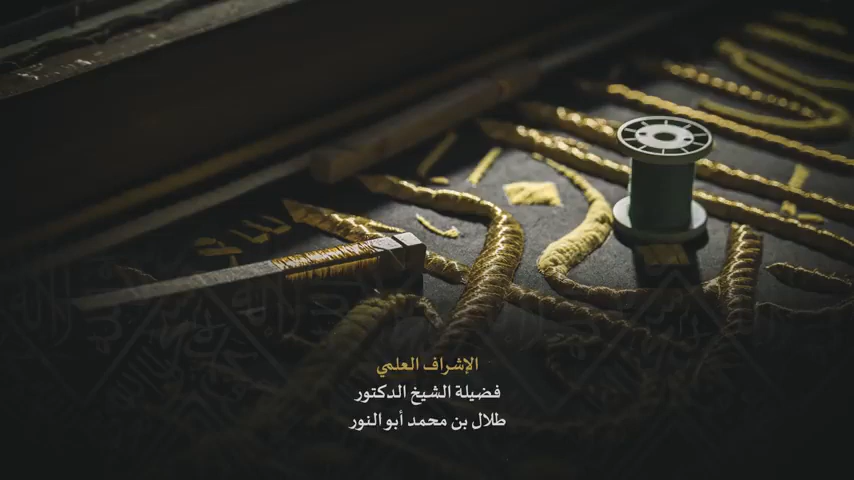 الإشراف العلمي
فضيلة الشيخ الدكتور
طلال بن محمد أبو النور